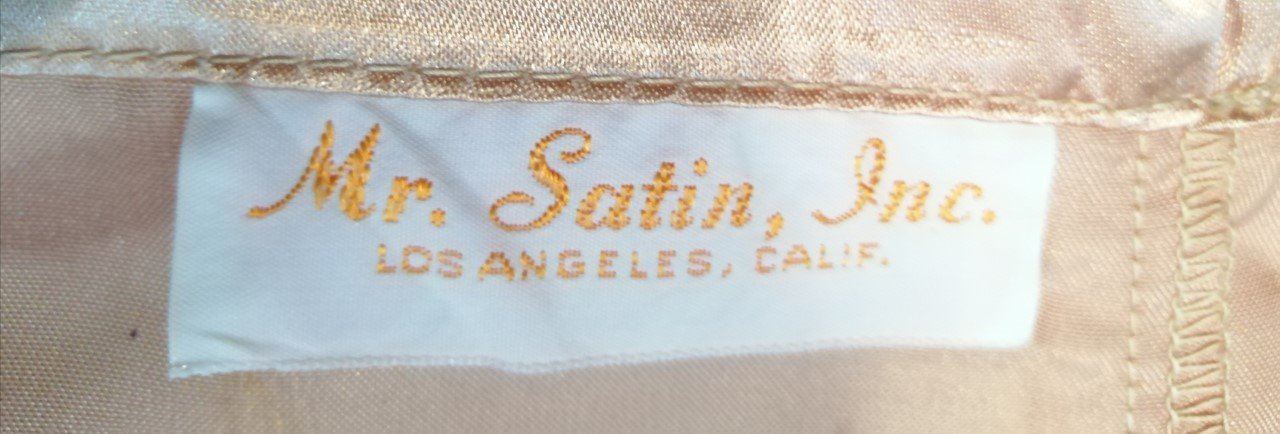 Mr. Satin, Inc.
LOS ANGELES, CALIF.